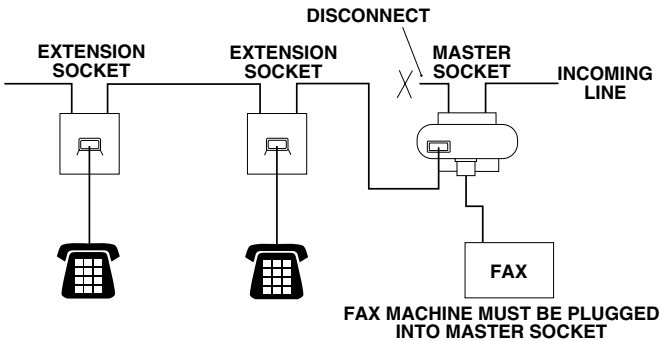 DISCONNECT
EXTENSION
SOCKET
EXTENSION
SOCKET
MASTER
SOCKET
INCOMING
LINE
FAX
FAX MACHINE MUST BE PLUGGED
INTO MASTER SOCKET